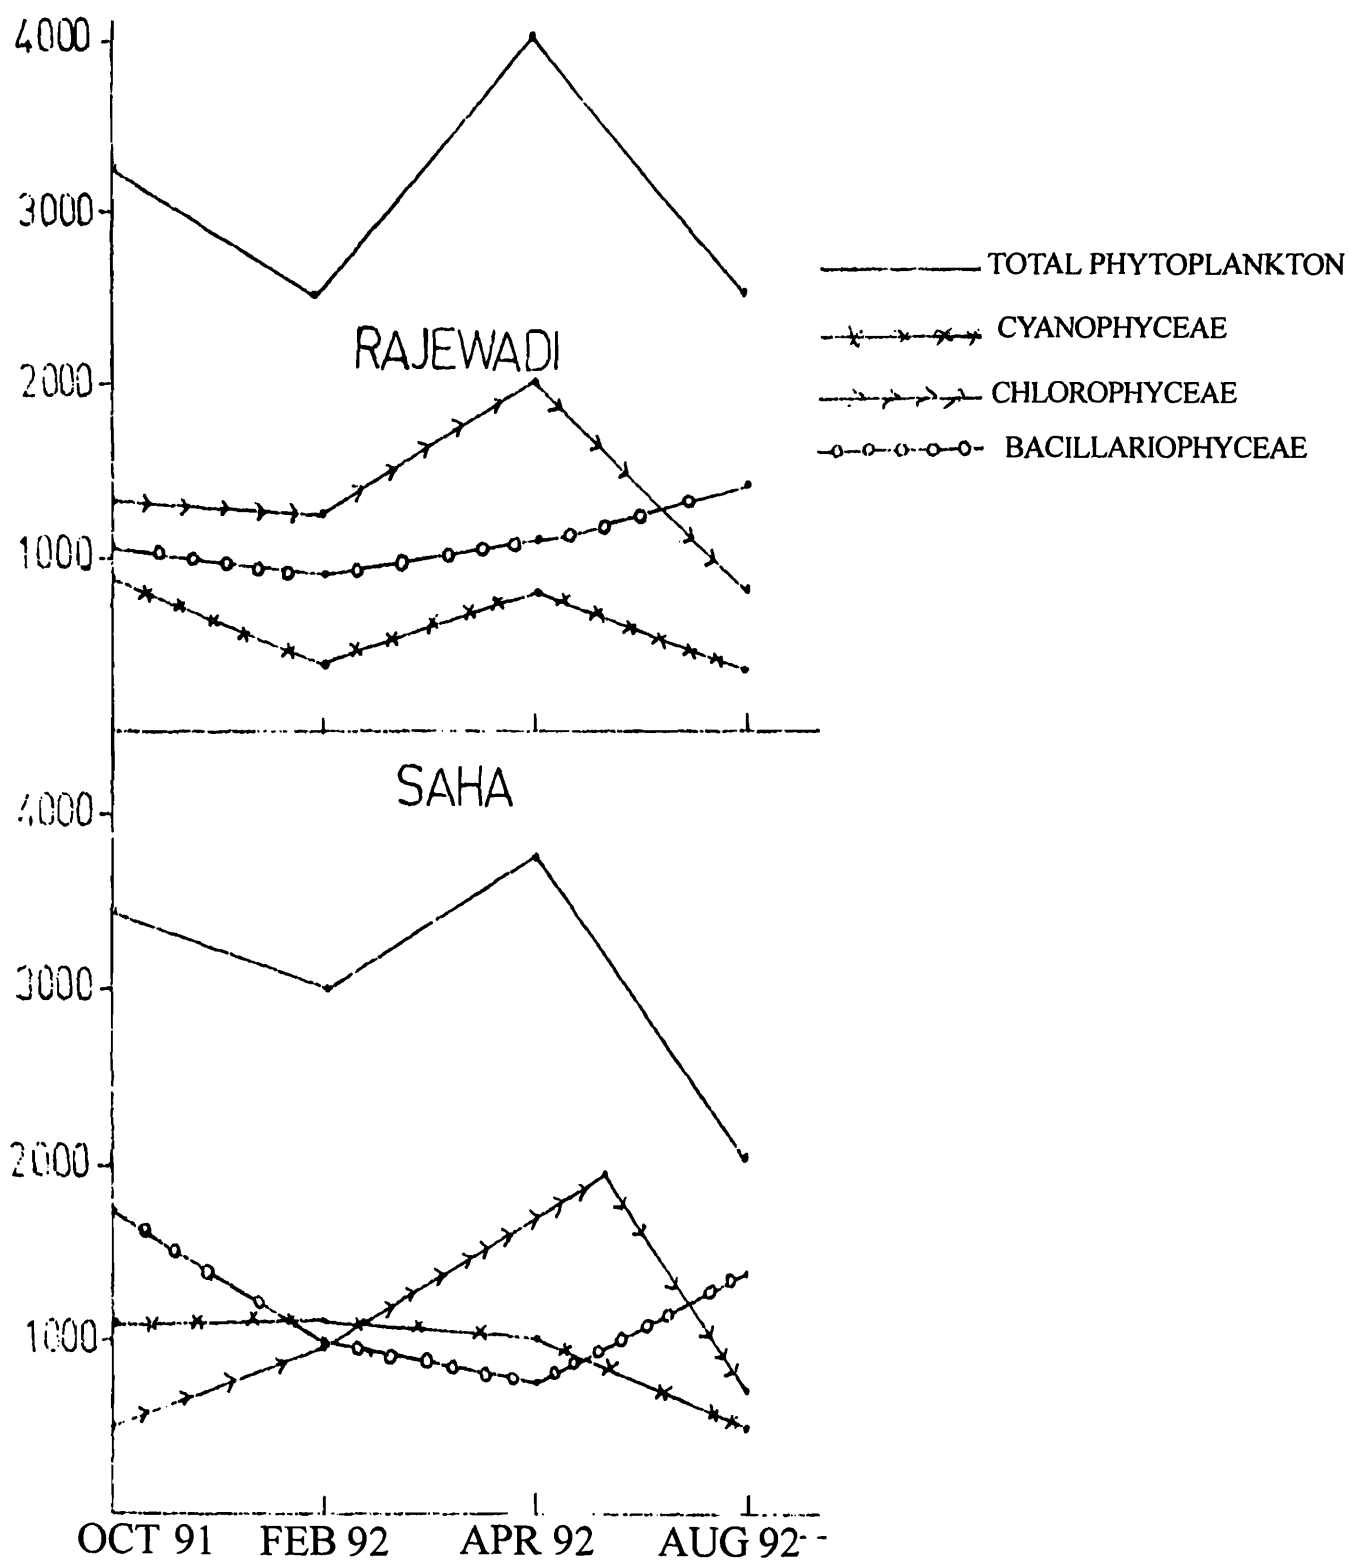 4000
3000
TOTAL PHYTOPLANKTON
CYANOPHYCEAE
RAJEWADI
2000
CHLOROPHYCEAE
BACILLARIOPHYCEAE
1000
SAHA
4000
3000
2000
1000
OCT 91 FEB 92 APR 92 AUG 92